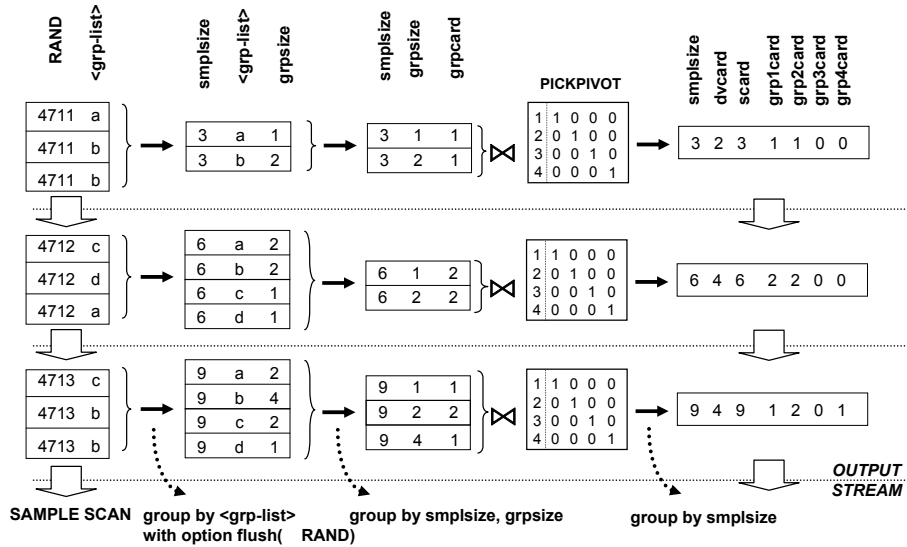 RAND <grp-list> smplsize <grp-list> grpsize smplsize grpsize grpcard smplsize dvcard scard grp1card grp2card grp3card grp4card
PICKPIVOT
4711 a
4711 b
4711 b
3 a 1
3 b 2
3 1 1
3 2 1
1 1 0 0 0
2 0 1 0 0
3 0 0 1 0
4 0 0 0 1
3 2 3 1 1 0 0
4712 c
4712 d
4712 a
6 a 2
6 b 2
6 c 1
6 d 1
6 1 2
6 2 2
1 1 0 0 0
2 0 1 0 0
3 0 0 1 0
4 0 0 0 1
6 4 6 2 2 0 0
4713 c
4713 b
4713 b
9 a 2
9 b 4
9 c 2
9 d 1
9 1 1
9 2 2
9 4 1
1 1 0 0 0
2 0 1 0 0
3 0 0 1 0
4 0 0 0 1
9 4 9 1 2 0 1
OUTPUT
STREAM
SAMPLE SCAN
group by <grp-list>
with option flush( RAND)
group by smplsize, grpsize
group by smplsize